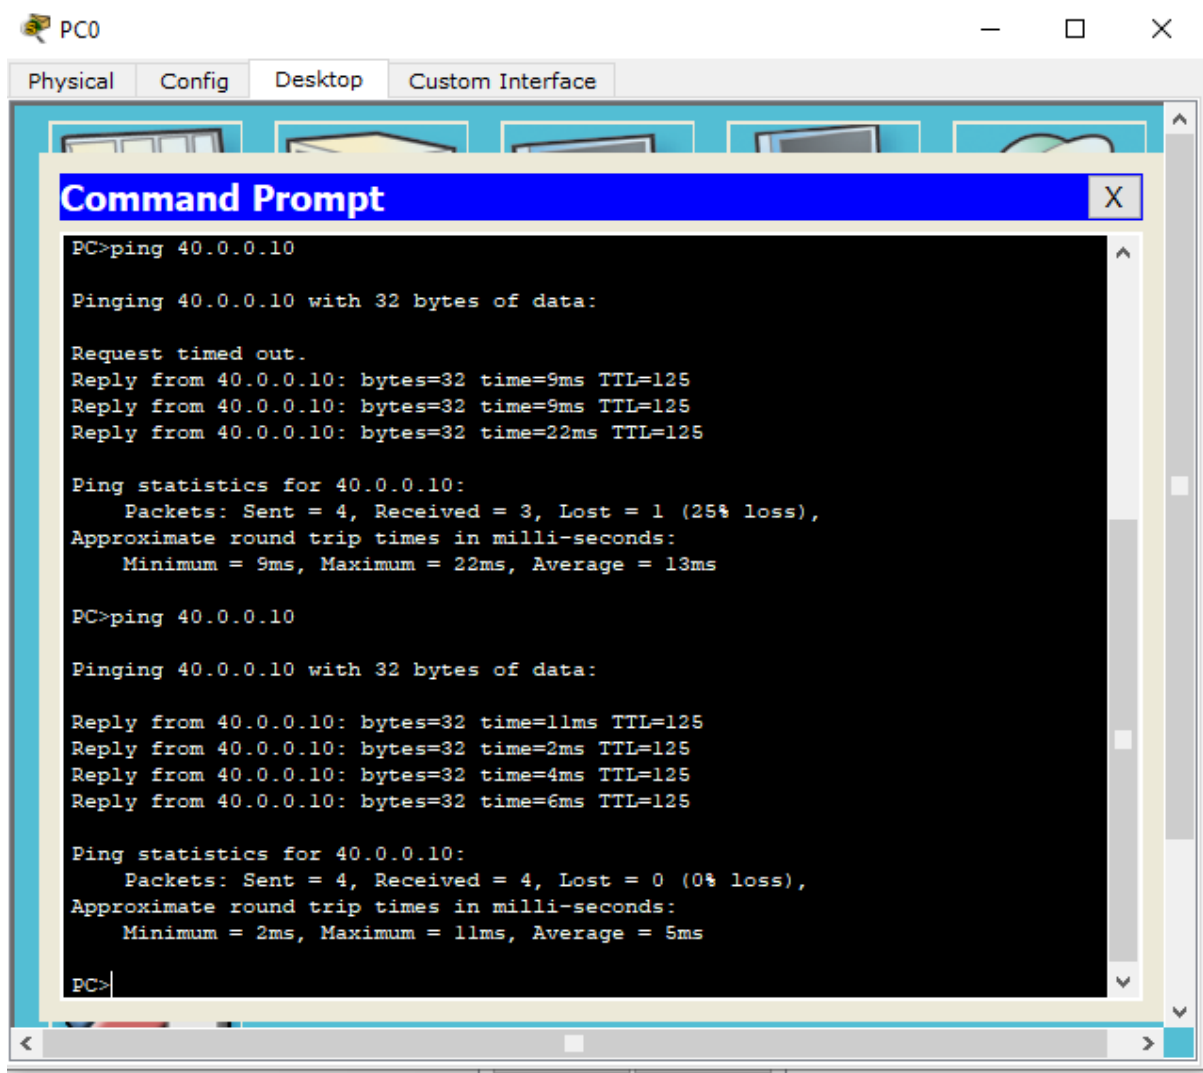 PC0
Physical Config Desktop Custom Interface
Command Prompt
X
PC>ping 40.0.0.10
Pinging 40.0.0.10 with 32 bytes of data:
Request timed out.
Reply from 40.0.0.10: bytes=32 time=9ms TTL=125
Reply from 40.0.0.10: bytes=32 time=9ms TTL=125
Reply from 40.0.0.10: bytes=32 time=22ms TTL=125
Ping statistics for 40.0.0.10:
Packets: Sent = 4, Received = 3, Lost = 1 (25% loss),
Approximate round trip times in milli-seconds:
Minimum = 9ms, Maximum = 22ms, Average = 13ms
PC>ping 40.0.0.10
Pinging 40.0.0.10 with 32 bytes of data:
Reply from 40.0.0.10: bytes=32 time=11ms TTL=125
Reply from 40.0.0.10: bytes=32 time=2ms TTL=125
Reply from 40.0.0.10: bytes=32 time=4ms TTL=125
Reply from 40.0.0.10: bytes=32 time=6ms TTL=125
Ping statistics for 40.0.0.10:
Packets: Sent = 4, Received = 4, Lost = 0 (0% loss),
Approximate round trip times in milli-seconds:
Minimum = 2ms, Maximum = 11ms, Average = 5ms
PC>